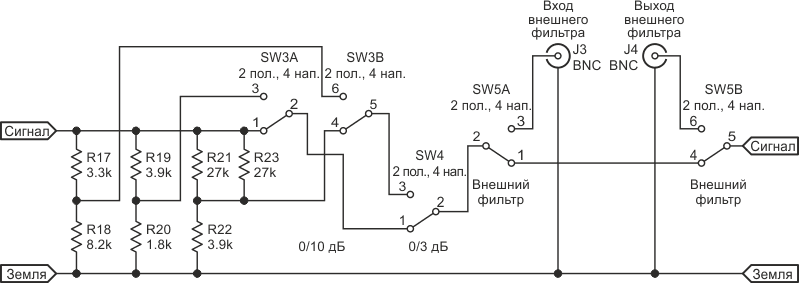 Вход
внешнего
фильтра
Выход
внешнего
фильтра
J3
BNC
J4
BNC
SW3A
2 пол., 4 нап.
SW3B
2 пол., 4 нап.
SW5A
2 пол., 4 нап.
SW5B
2 пол., 4 нап.
3
2
1
6
5
4
3
2
1
6
5
4
Сигнал
Сигнал
R17
3.3k
R19
3.9k
R21
27k
R23
27k
SW4
2 пол., 4 нап.
3
2
1
Внешний
фильтр
Внешний
фильтр
R18
8.2k
R20
1.8k
R22
3.9k
0/10 дБ
0/3 дБ
Земля
Земля